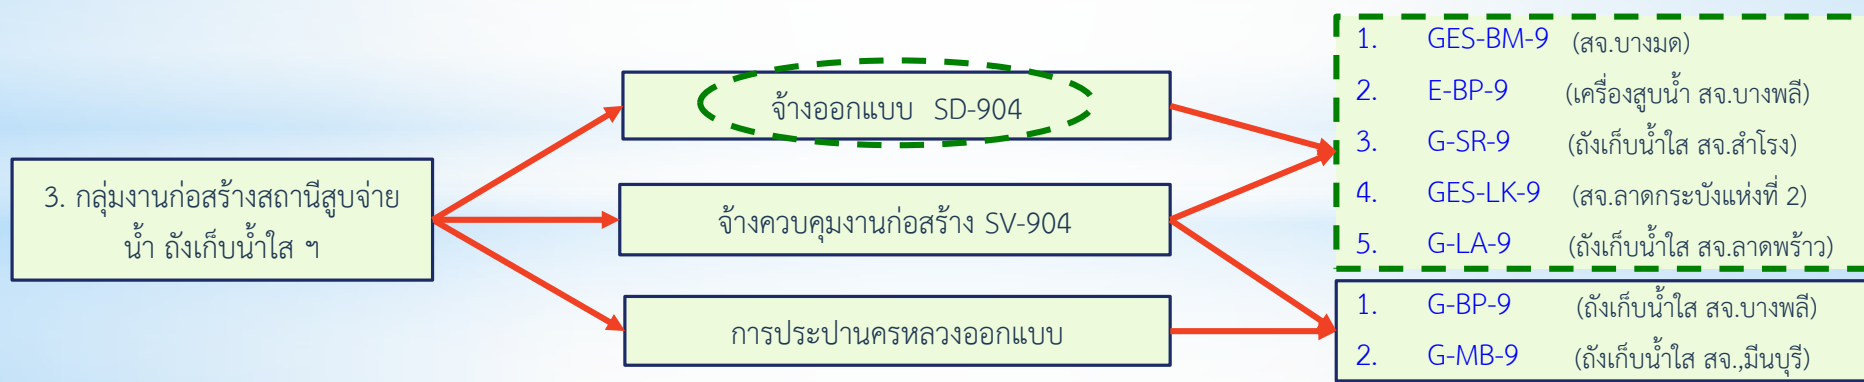 3. กลุ่มงานก่อสร้างสถานีสูบจ่าย
น้ำ ถังเก็บน้ำใส ฯ
จ้างออกแบบ SD-904
จ้างควบคุมงานก่อสร้าง SV-904
การประปานครหลวงออกแบบ
1. GES-BM-9 (สจ.บางมด)
2. E-BP-9 (เครื่องสูบน้ำ สจ.บางพลี)
3. G-SR-9 (ถังเก็บน้ำใส สจ.สำโรง)
4. GES-LK-9 (สจ.ลาดกระบังแห่งที่ 2)
5. G-LA-9 (ถังเก็บน้ำใส สจ.ลาดพร้าว)
1. G-BP-9 (ถังเก็บน้ำใส สจ.บางพลี)
2. G-MB-9 (ถังเก็บน้ำใส สจ.,มีนบุรี)